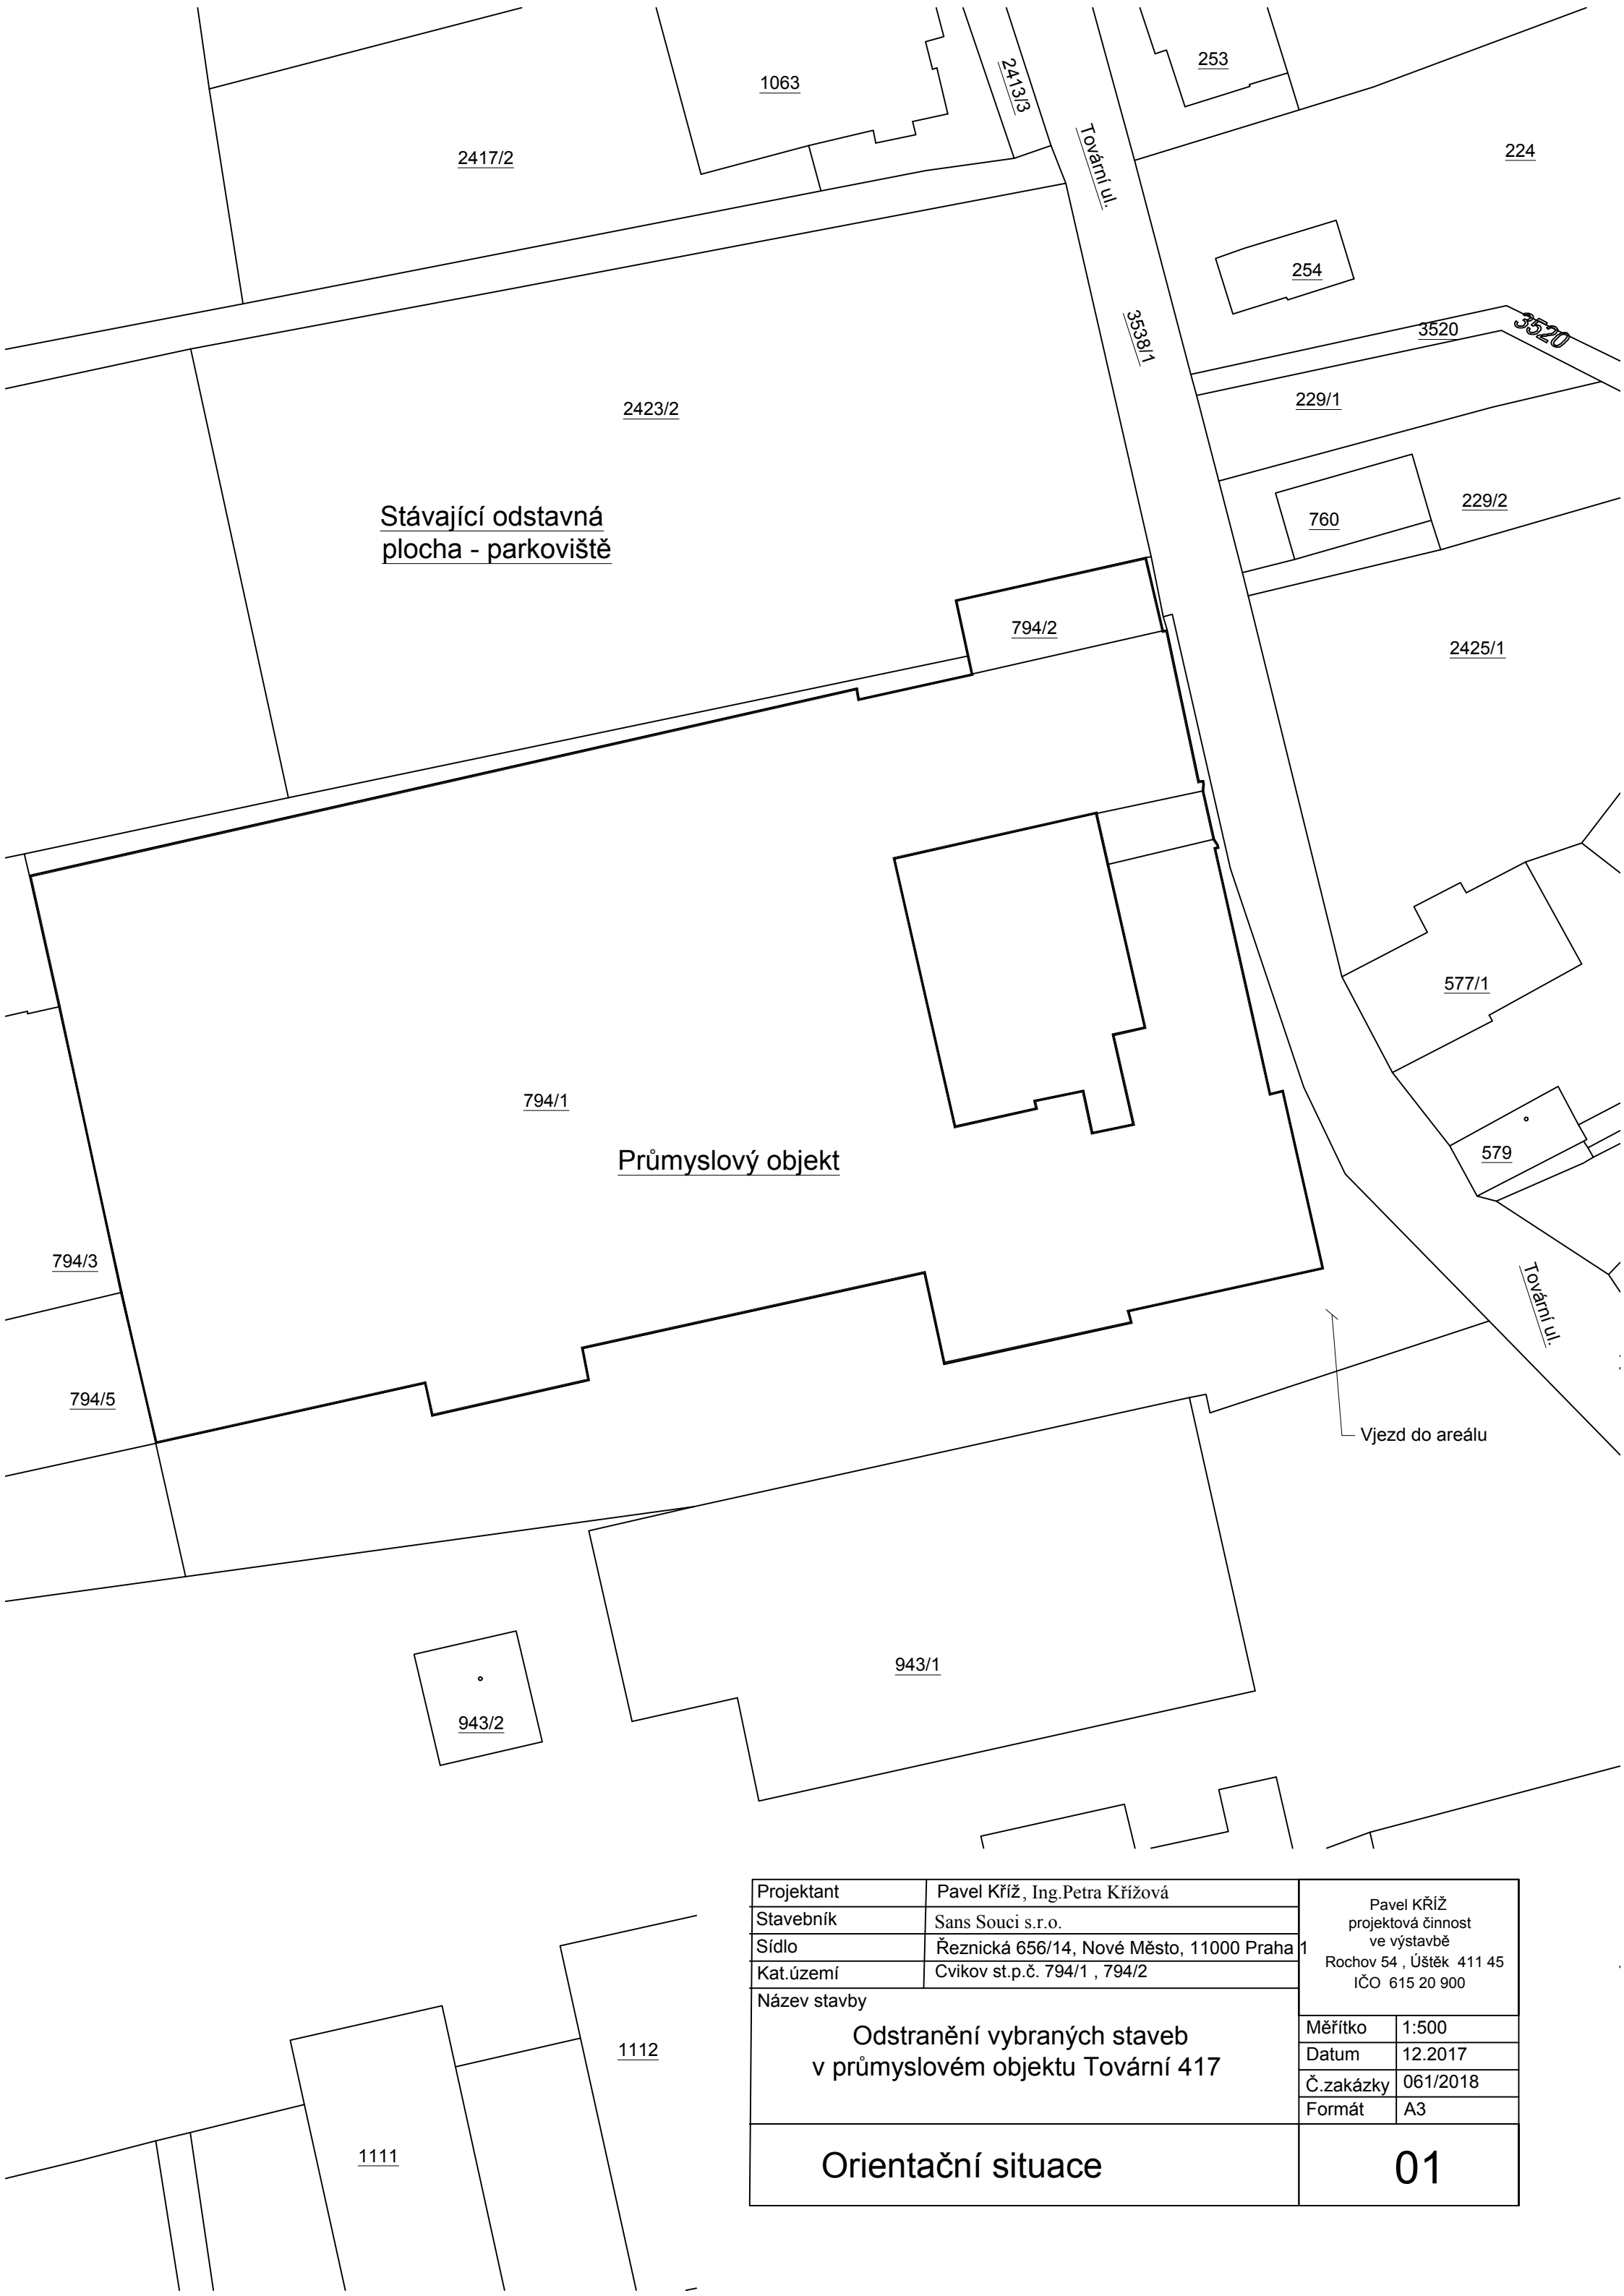 253
1063
2413/3
Tovární ul.
2417/2
224
254
3520
3520
3538/1
229/1
2423/2
229/2
Stávající odstavná
plocha - parkoviště
760
794/2
2425/1
577/1
794/1
579
Průmyslový objekt
794/3
Tovární ul.
794/5
Vjezd do areálu
943/1
943/2
1112
1111
Projektant Pavel Kříž, Ing.Petra Křížová
Stavebník Sans Souci s.r.o.
Sídlo Řeznická 656/14, Nové Město, 11000 Praha 1
Kat.území Cvikov st.p.č. 794/1 , 794/2
Pavel KŘÍŽ
projektová činnost
ve výstavbě
Rochov 54 , Úštěk 411 45
IČO 615 20 900
Název stavby
Odstranění vybraných staveb
v průmyslovém objektu Tovární 417
Měřítko 1:500
Datum 12.2017
Č.zakázky 061/2018
Formát A3
Orientační situace
01